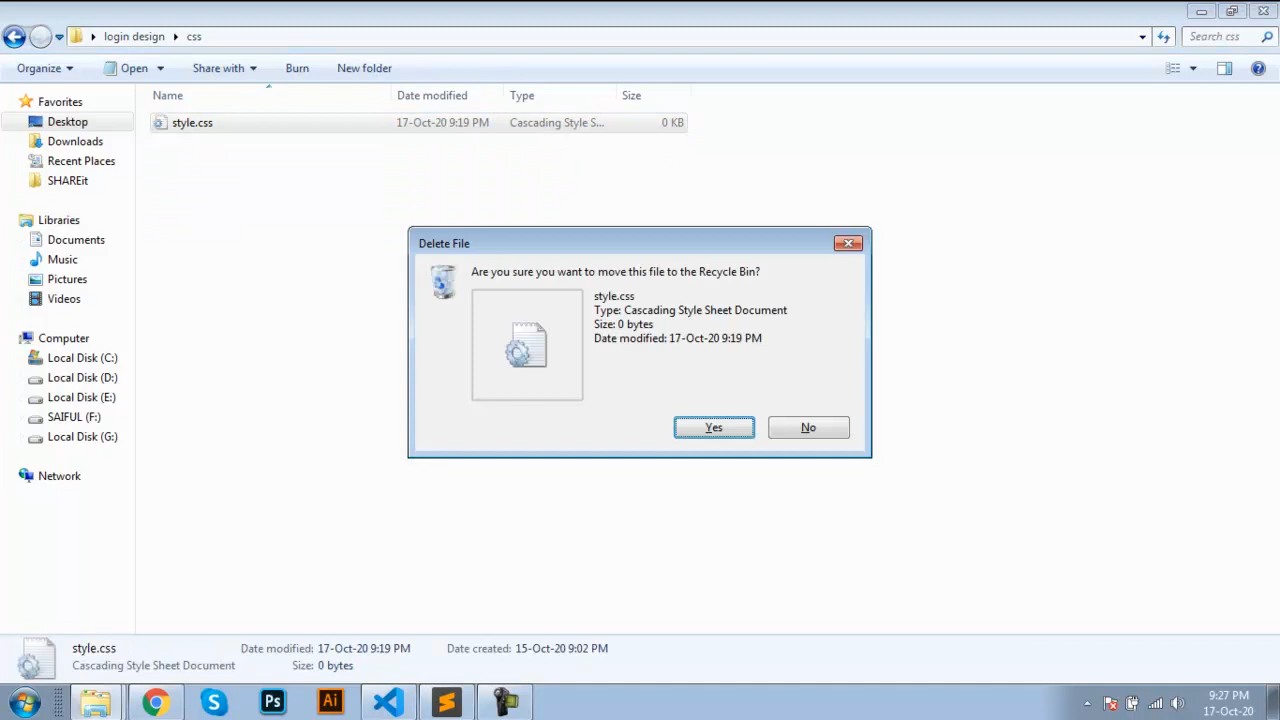 login design css
Search css
Organize Open Share with Burn New folder
Name Date modified Type Size
style.css 17-Oct-20 9:19 PM Cascading Style S... 0 KB
Favorites
Desktop
Downloads
Recent Places
SHAREit
Libraries
Documents
Music
Pictures
Videos
Computer
Local Disk (C:)
Local Disk (D:)
Local Disk (E:)
SAIFUL (F:)
Local Disk (G:)
Network
Delete File
Are you sure you want to move this file to the Recycle Bin?
style.css
Type: Cascading Style Sheet Document
Size: 0 bytes
Date modified: 17-Oct-20 9:19 PM
Yes No
style.css Date modified: 17-Oct-20 9:19 PM Date created: 15-Oct-20 9:02 PM
Cascading Style Sheet Document Size: 0 bytes
S Ps Ai
9:27 PM
17-Oct-20